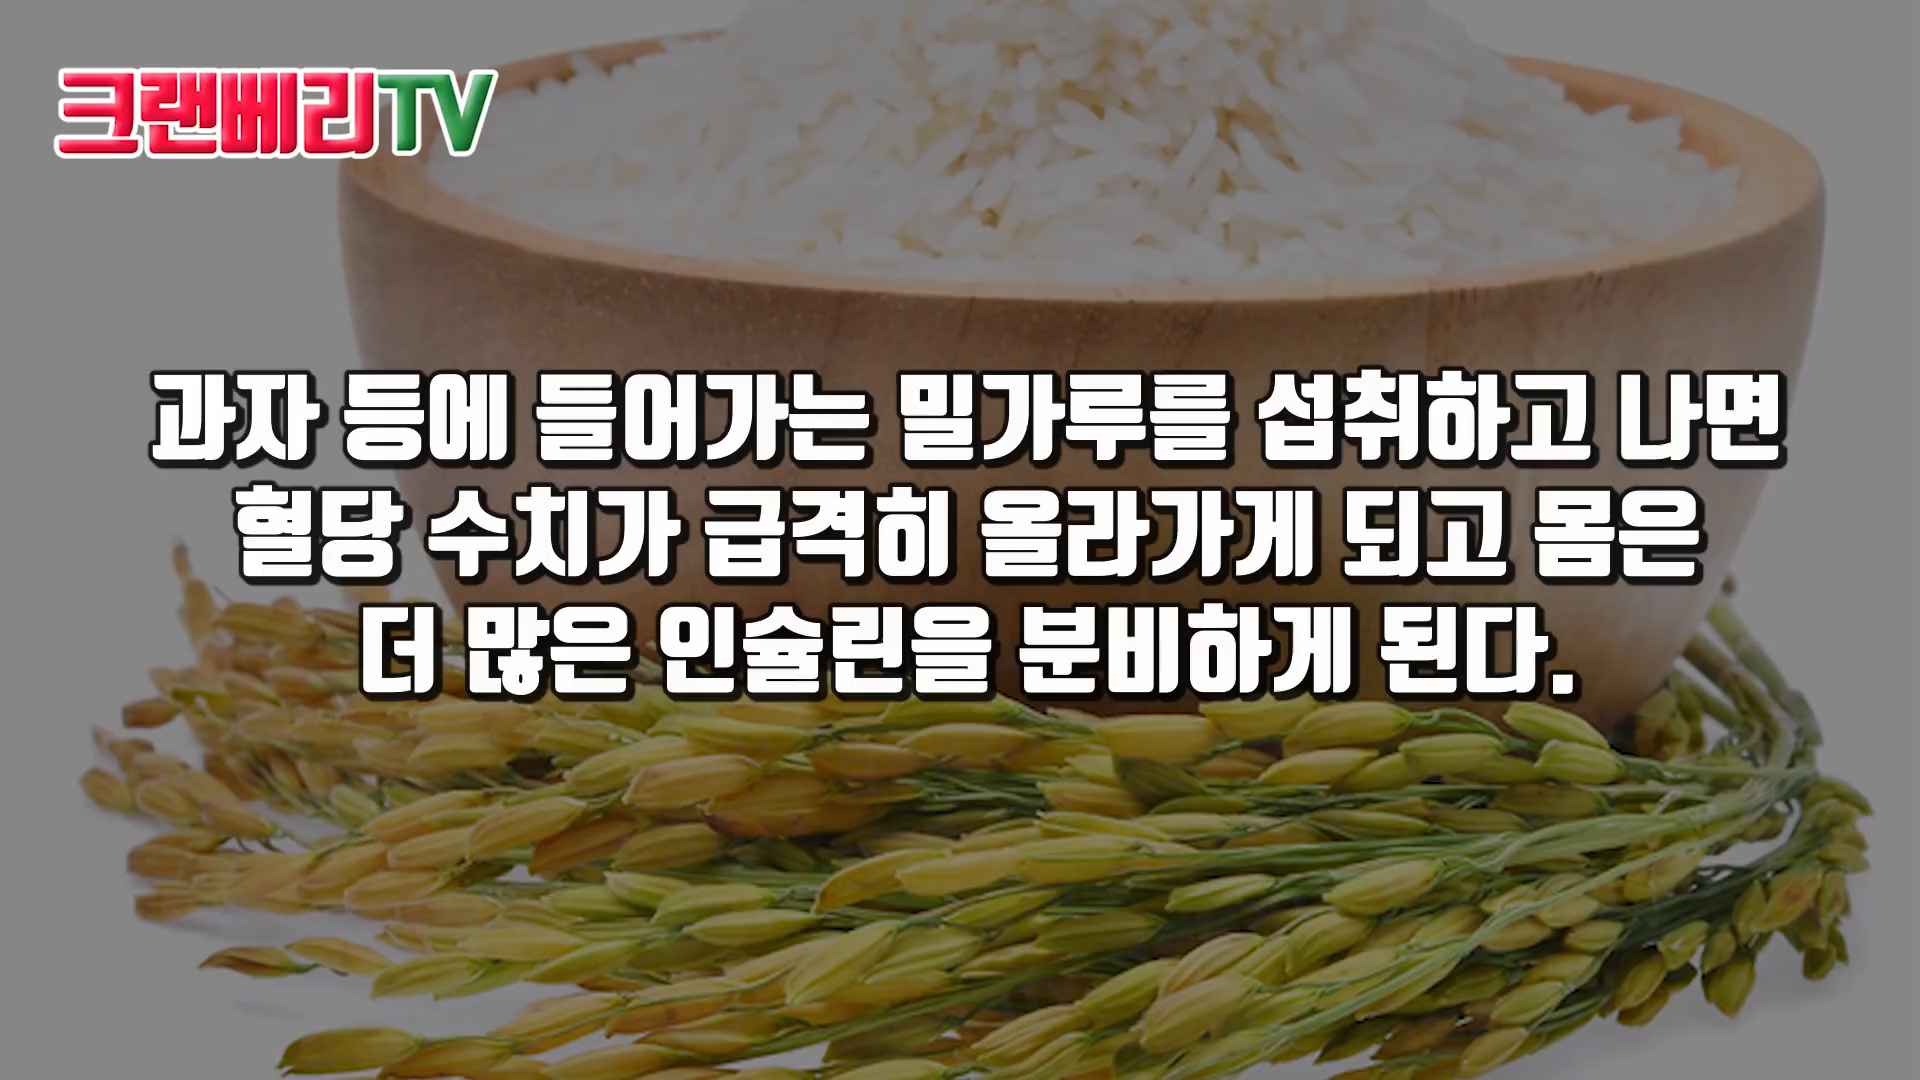 크랜베리TV
과자 등에 들어가는 밀가루를 섭취하고 나면
혈당 수치가 급격히 올라가게 되고 몸은
더 많은 인슐린을 분비하게 된다.